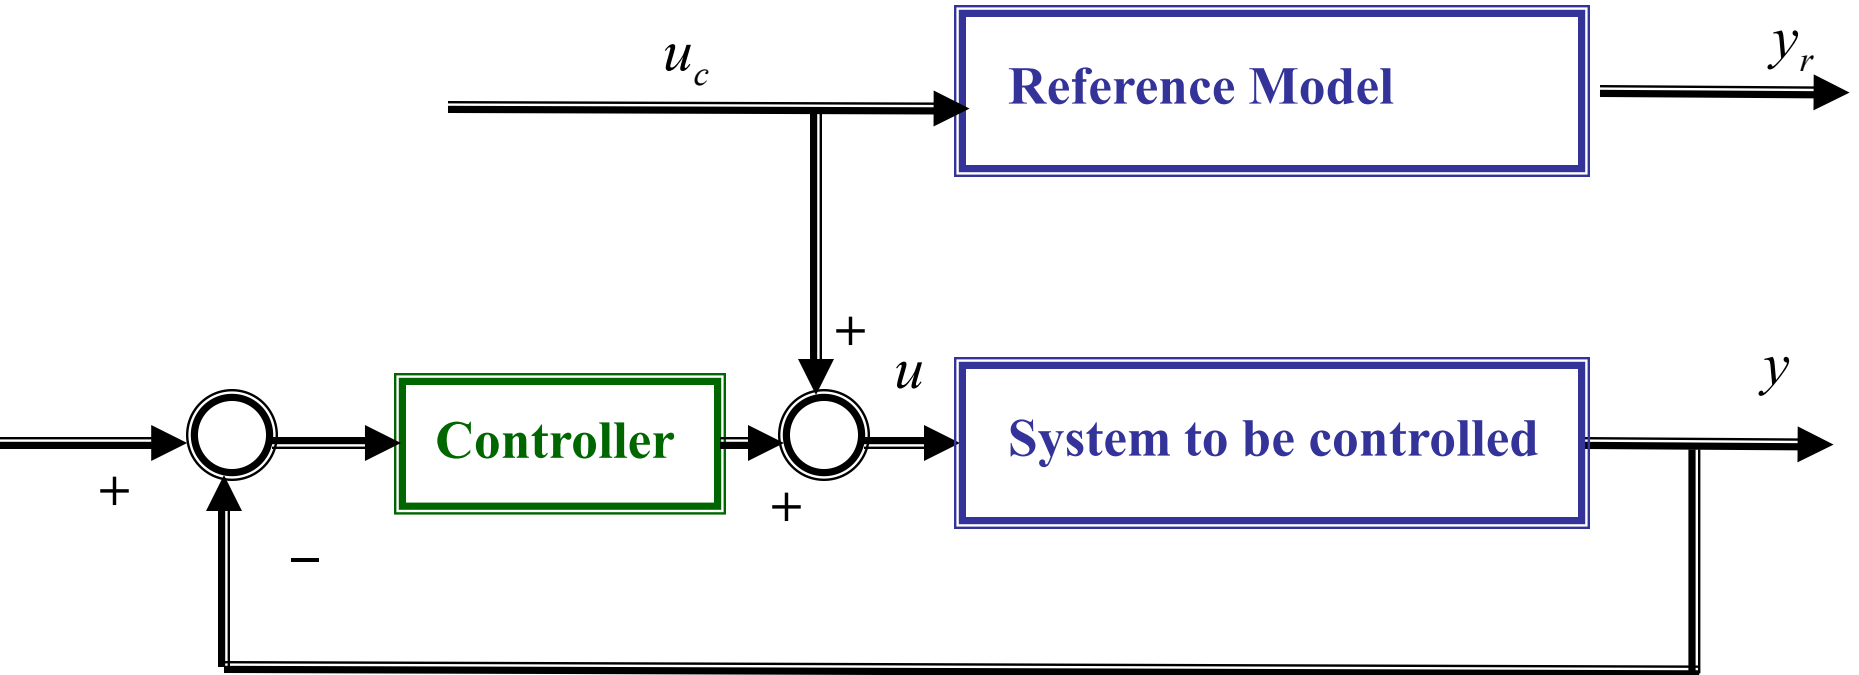 u_c
Reference Model
y_r
+
u
y
Controller
System to be controlled
+
+
−